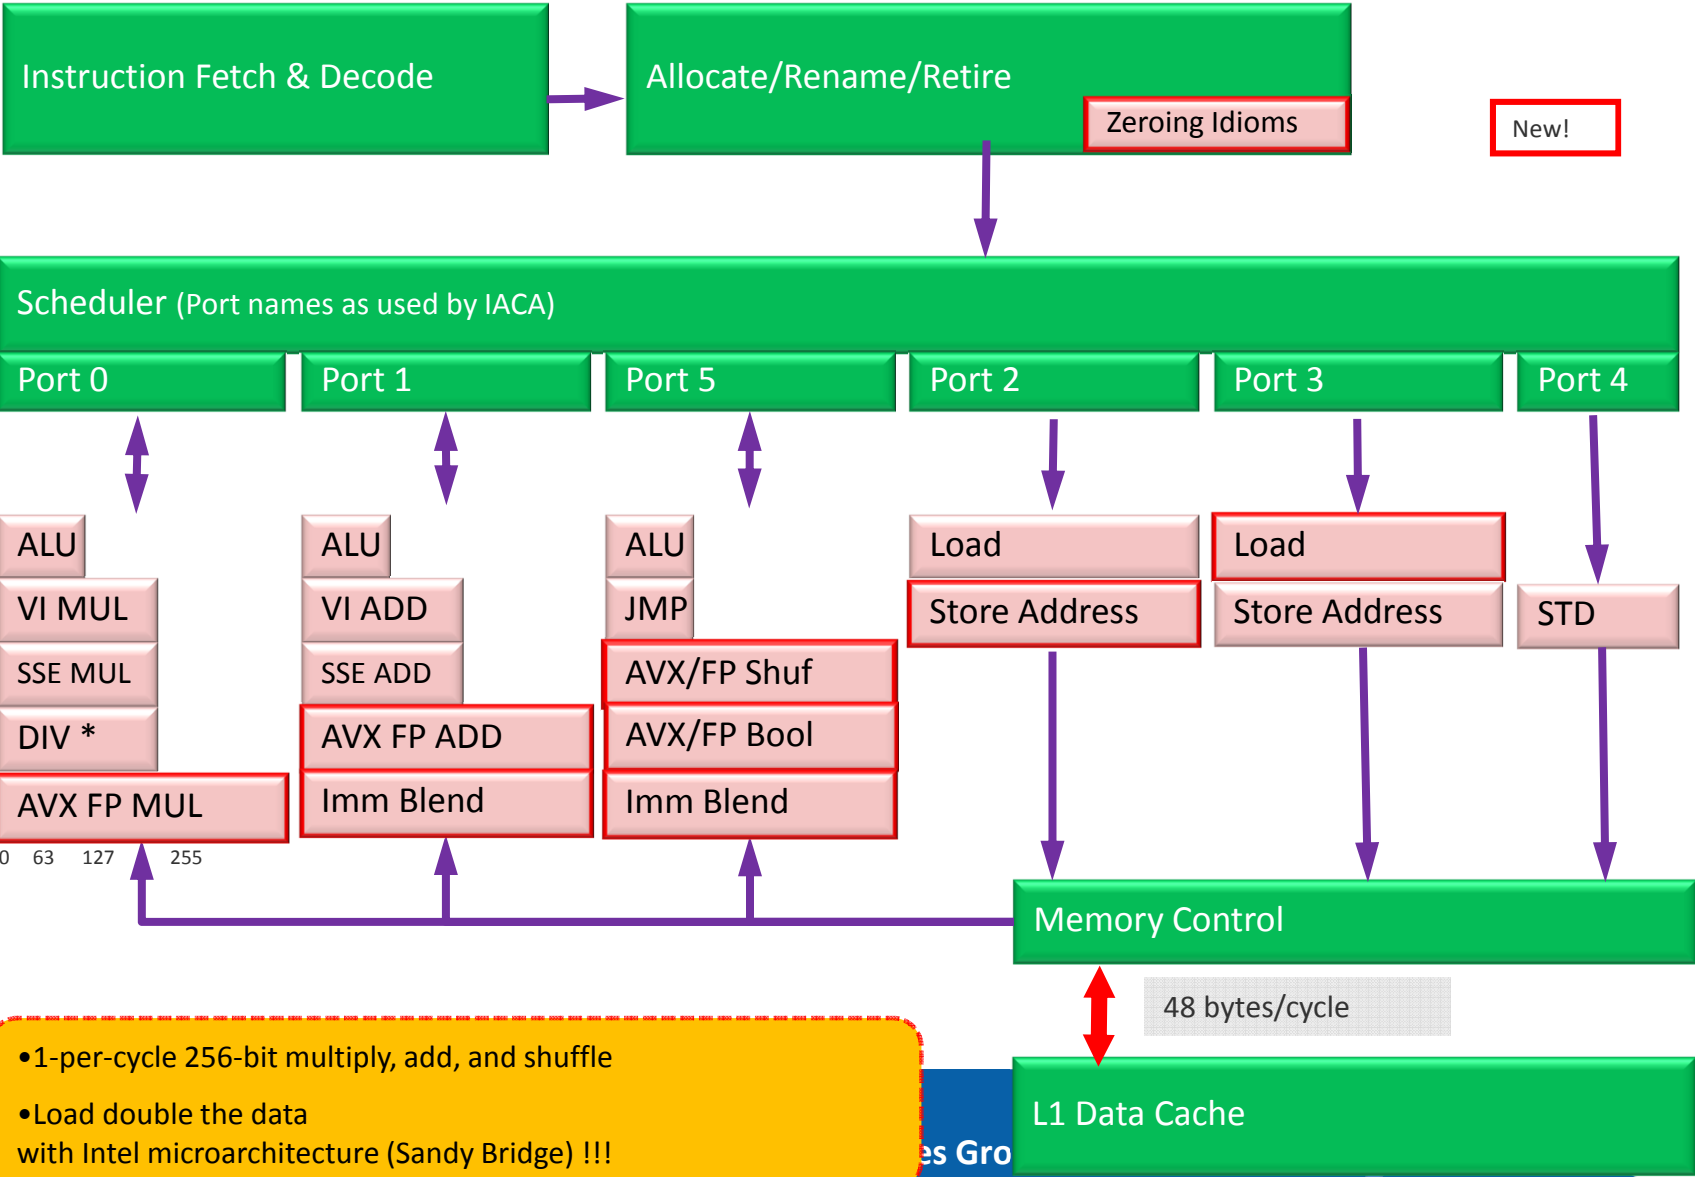 Instruction Fetch & Decode
Allocate/Rename/Retire
Zeroing Idioms
New!
Scheduler (Port names as used by IACA)
Port 0
Port 1
Port 5
Port 2
Port 3
Port 4
ALU
VI MUL
SSE MUL
DIV *
AVX FP MUL
0 63 127 255
ALU
VI ADD
SSE ADD
AVX FP ADD
Imm Blend
ALU
JMP
AVX/FP Shuf
AVX/FP Bool
Imm Blend
Load
Store Address
Load
Store Address
STD
Memory Control
48 bytes/cycle
L1 Data Cache
•1-per-cycle 256-bit multiply, add, and shuffle
•Load double the data
with Intel microarchitecture (Sandy Bridge) !!!
es Gro